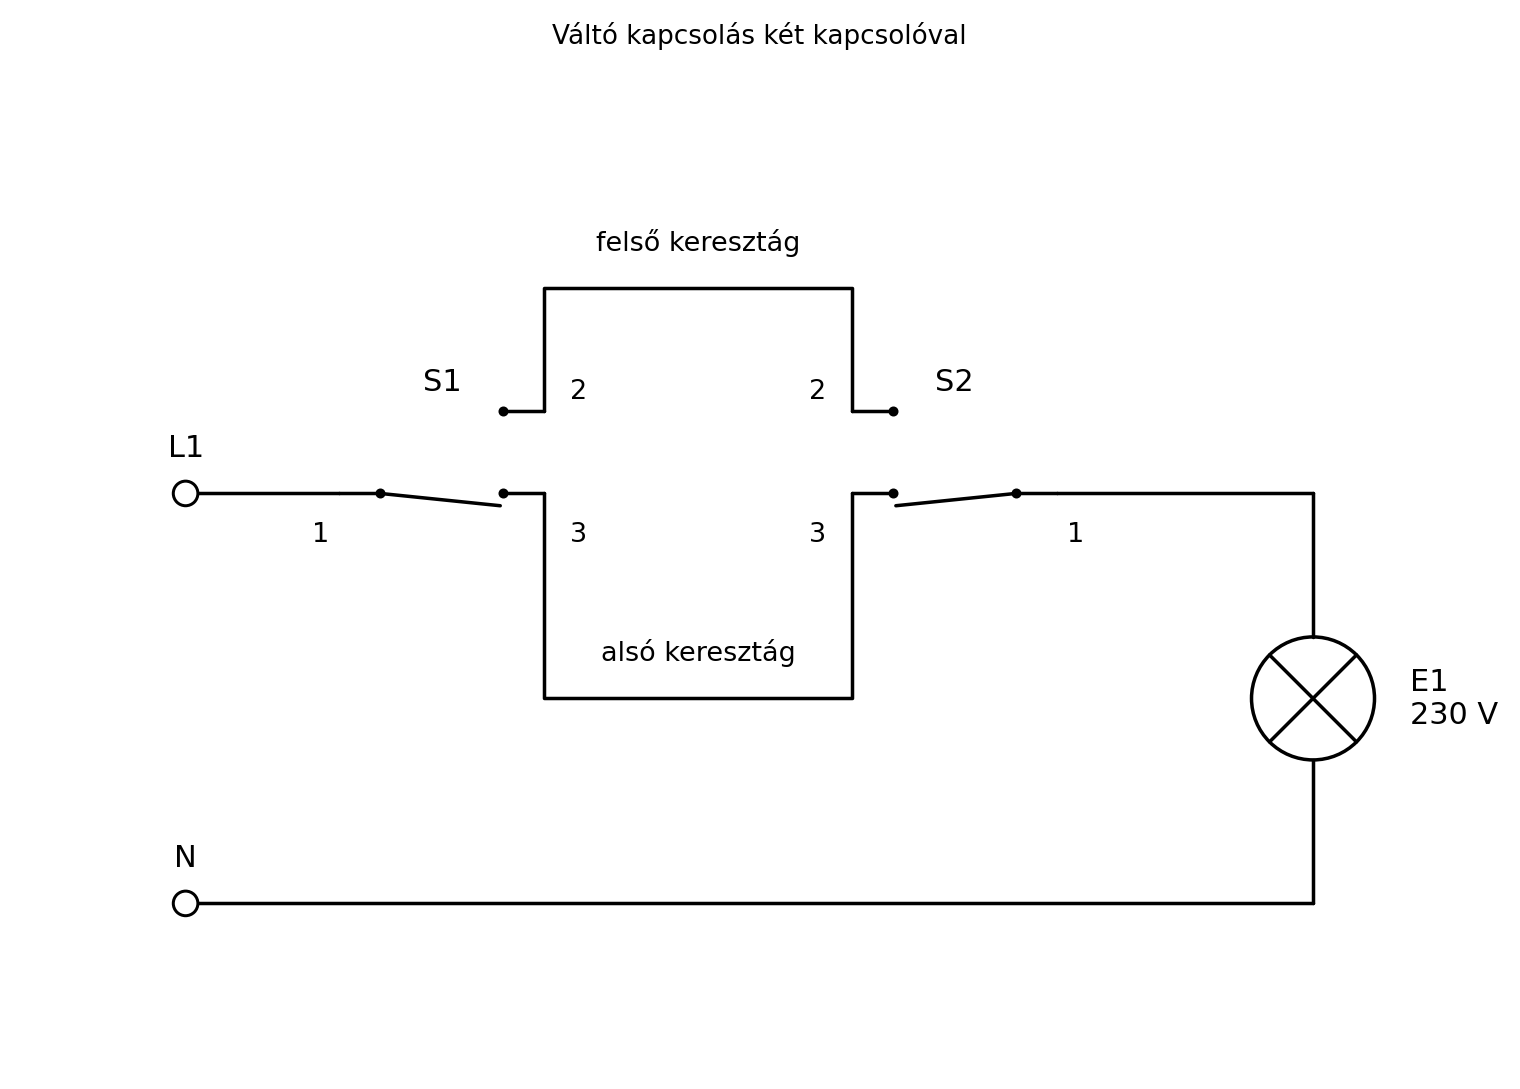 Váltó kapcsolás két kapcsolóval
felső keresztág
S1
2
2
S2
L1
1
3
3
1
alsó keresztág
E1
230 V
N